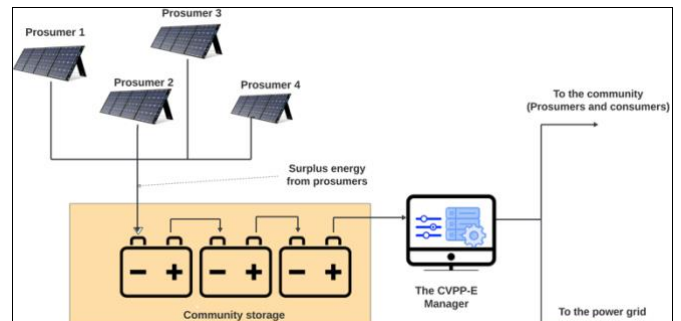 Prosumer 3
Prosumer 1
Prosumer 2
Prosumer 4
To the community
(Prosumers and consumers)
Surplus energy
from prosumers
The CVPP-E
Manager
Community storage
To the power grid